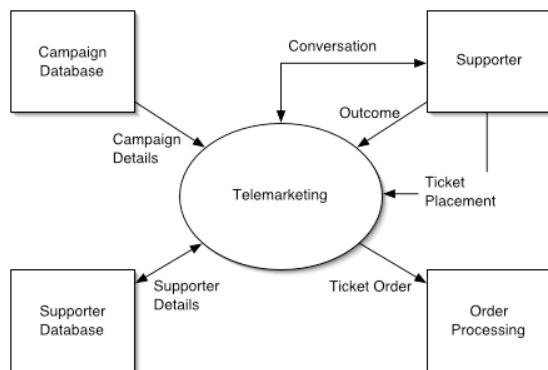 Campaign
Database
Conversation
Supporter
Outcome
Campaign
Details
Telemarketing
Ticket
Placement
Supporter
Database
Supporter
Details
Ticket Order
Order
Processing